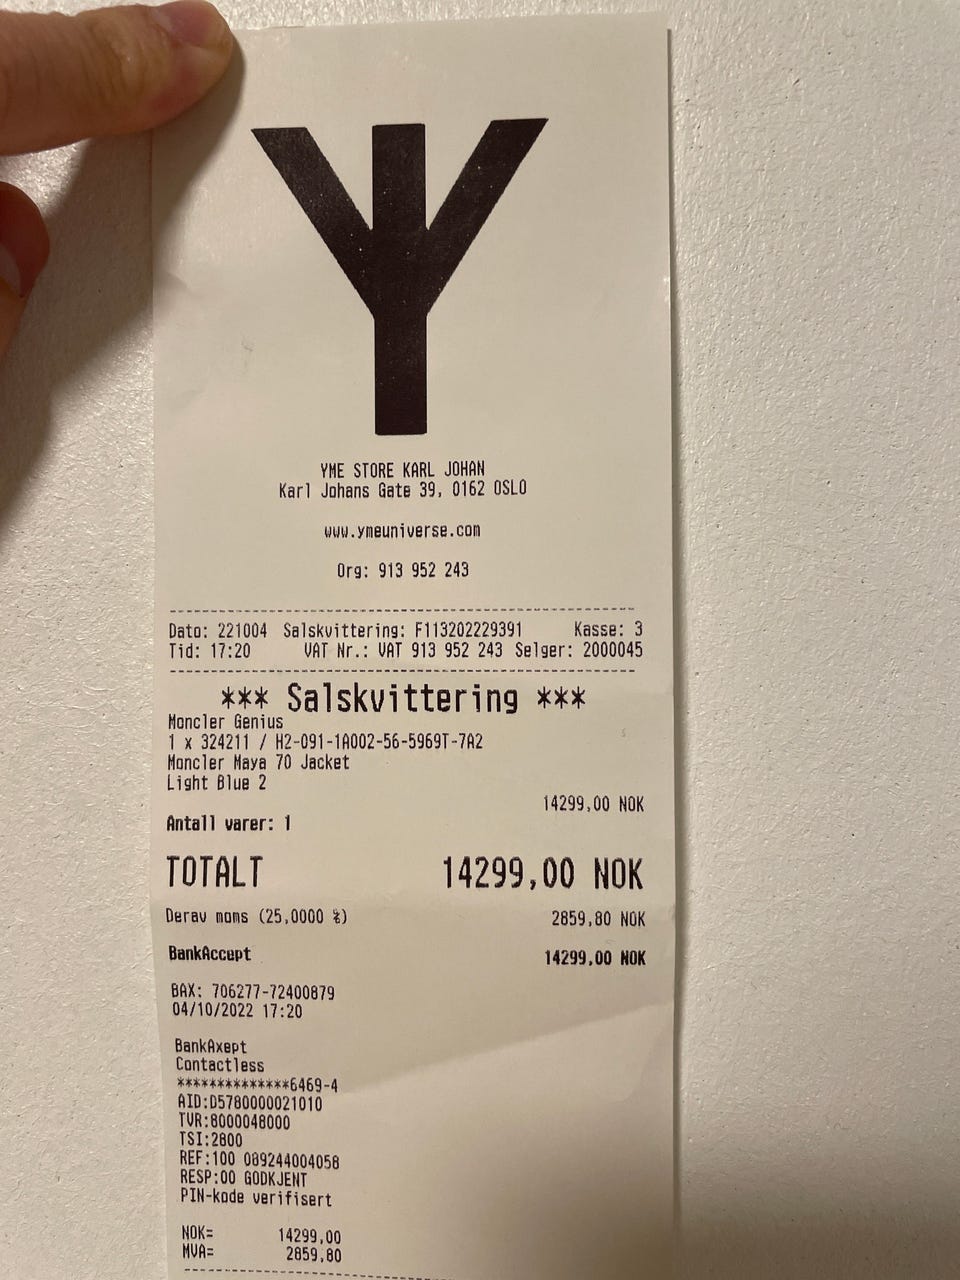 YME STORE KARL JOHAN
Karl Johans Gate 39, 0162 OSLO
www.ymeuniverse.com
Org: 913 952 243
Dato: 221004 Salskvittering: F113202229391 Kasse: 3
Tid: 17:20 VAT Nr.: VAT 913 952 243 Selger: 2000045
*** Salskvittering ***
Moncler Genius
1 x 324211 / H2-091-1A002-56-5969T-7A2
Moncler Maya 70 Jacket
Light Blue 2
14299,00 NOK
Antall varer: 1
TOTALT 14299,00 NOK
Derav moms (25,0000 %) 2859,80 NOK
BankAccept 14299,00 NOK
BAX: 706277-72400879
04/10/2022 17:20
BankAxept
Contactless
**************6469-4
AID:D5780000021010
TVR:8000048000
TSI:2800
REF:100 089244004058
RESP:00 GODKJENT
PIN-kode verifisert
NOK= 14299,00
MVA= 2859,80